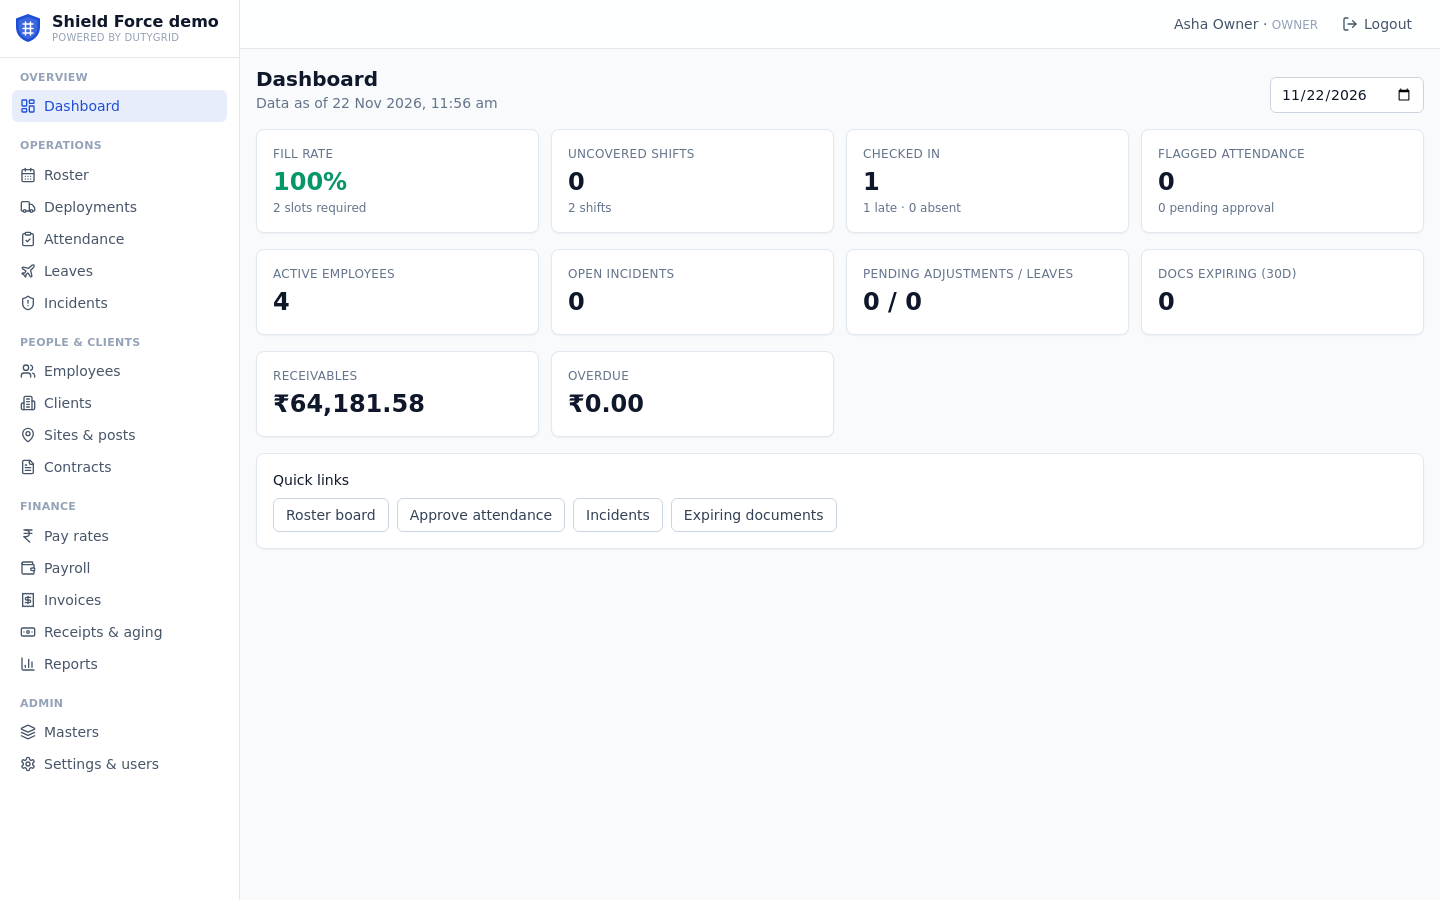 Shield Force demo
POWERED BY DUTYGRID
Asha Owner · OWNER
Logout
OVERVIEW
Dashboard
OPERATIONS
Roster
Deployments
Attendance
Leaves
Incidents
PEOPLE & CLIENTS
Employees
Clients
Sites & posts
Contracts
FINANCE
Pay rates
Payroll
Invoices
Receipts & aging
Reports
ADMIN
Masters
Settings & users
Dashboard
Data as of 22 Nov 2026, 11:56 am
11/22/2026
FILL RATE
100%
2 slots required
UNCOVERED SHIFTS
0
2 shifts
CHECKED IN
1
1 late · 0 absent
FLAGGED ATTENDANCE
0
0 pending approval
ACTIVE EMPLOYEES
4
OPEN INCIDENTS
0
PENDING ADJUSTMENTS / LEAVES
0 / 0
DOCS EXPIRING (30D)
0
RECEIVABLES
₹64,181.58
OVERDUE
₹0.00
Quick links
Roster board
Approve attendance
Incidents
Expiring documents